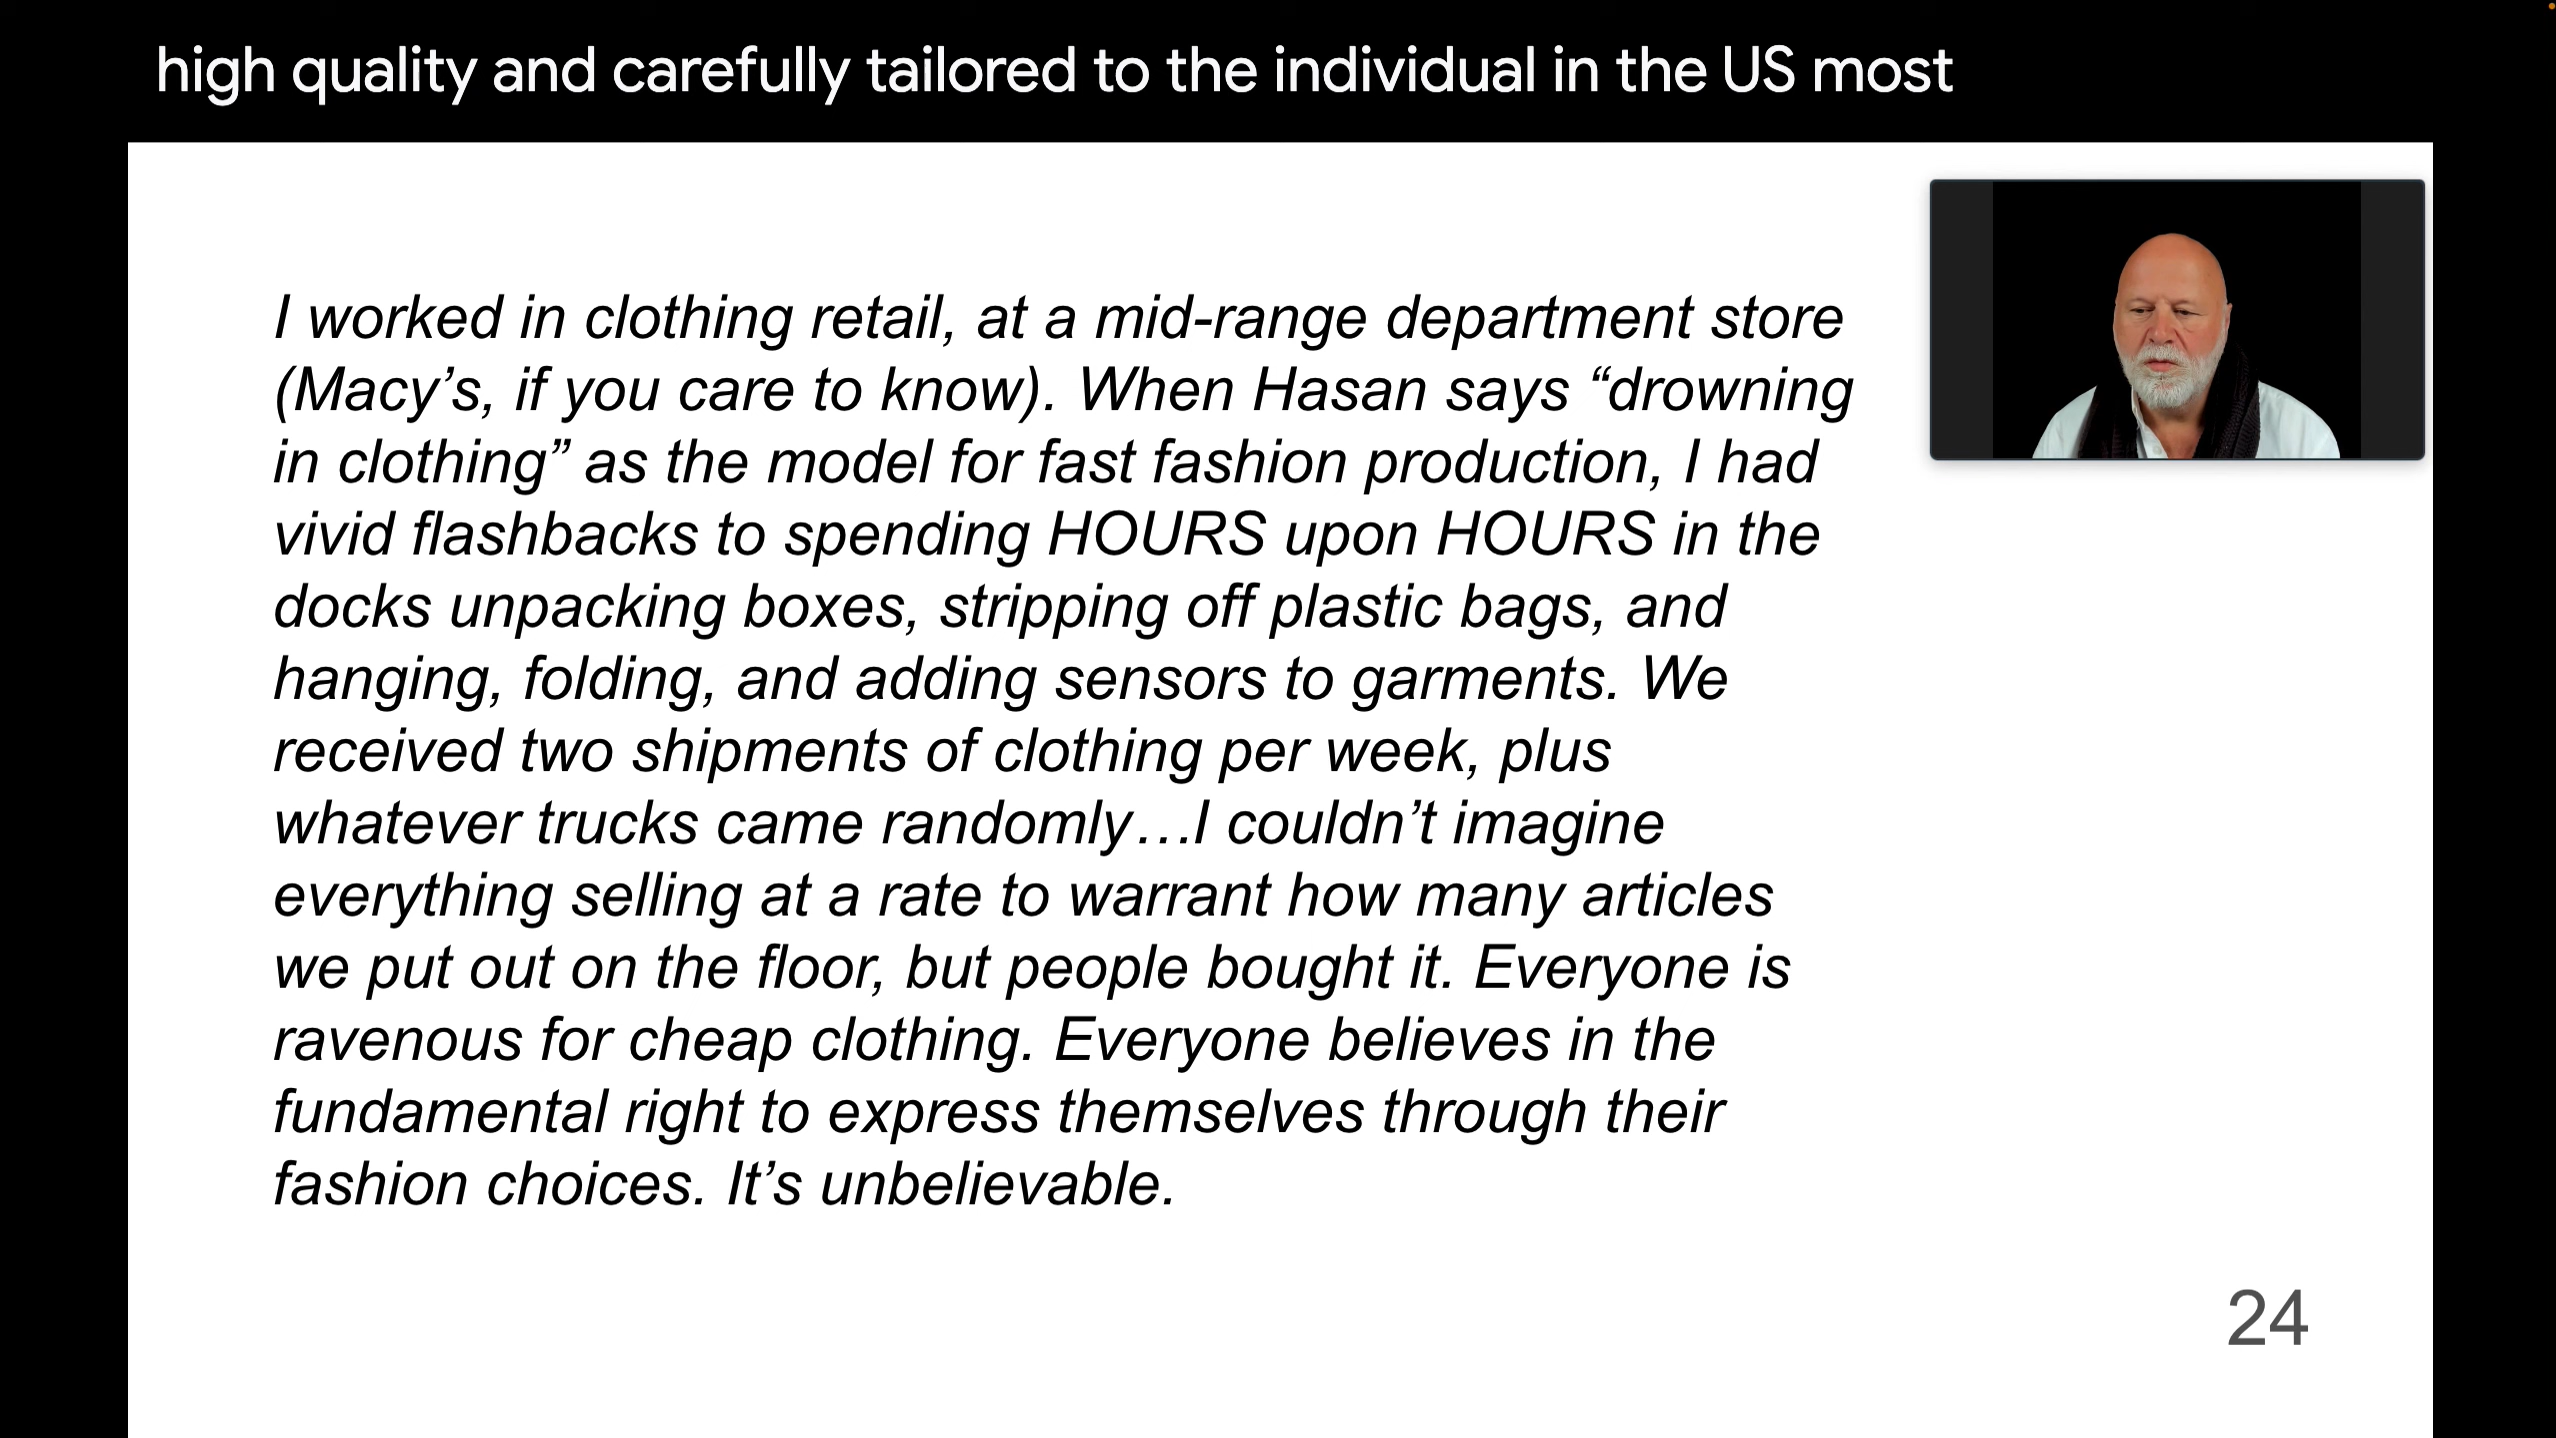 high quality and carefully tailored to the individual in the US most
I worked in clothing retail, at a mid-range department store
(Macy’s, if you care to know). When Hasan says “drowning
in clothing” as the model for fast fashion production, I had
vivid flashbacks to spending HOURS upon HOURS in the
docks unpacking boxes, stripping off plastic bags, and
hanging, folding, and adding sensors to garments. We
received two shipments of clothing per week, plus
whatever trucks came randomly…I couldn’t imagine
everything selling at a rate to warrant how many articles
we put out on the floor, but people bought it. Everyone is
ravenous for cheap clothing. Everyone believes in the
fundamental right to express themselves through their
fashion choices. It’s unbelievable.
24